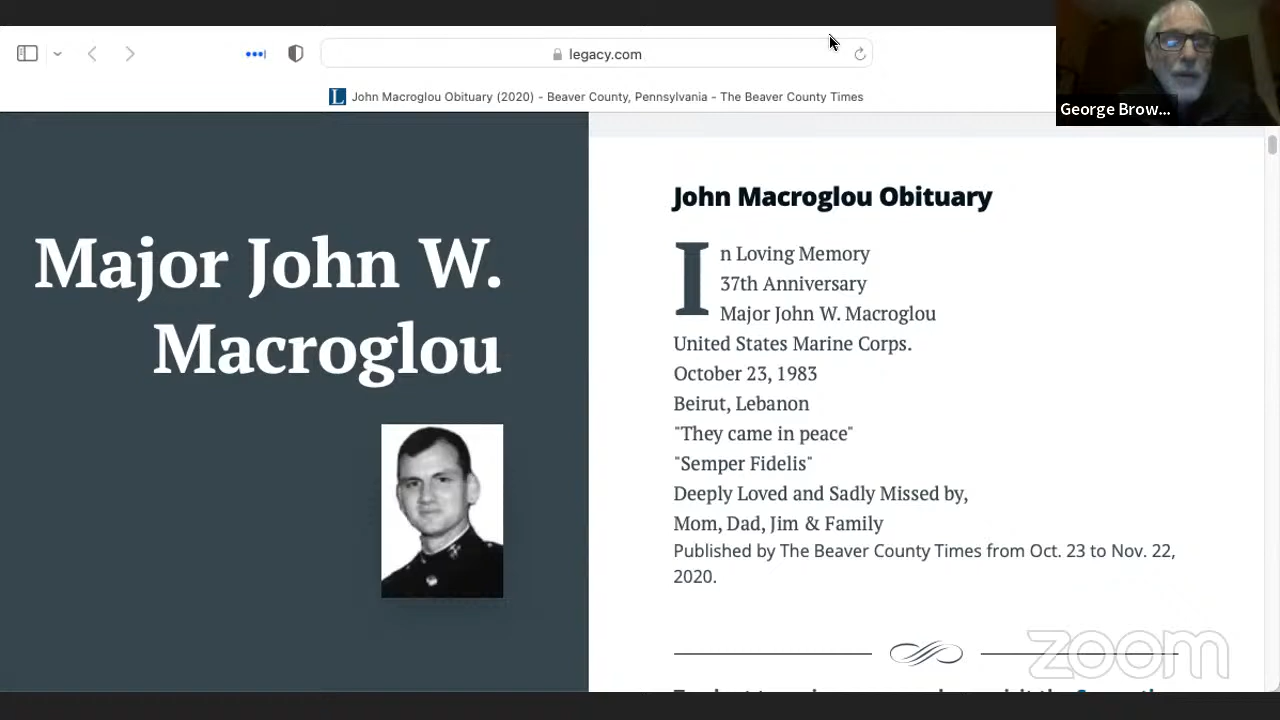 legacy.com
John Macroglou Obituary (2020) - Beaver County, Pennsylvania - The Beaver County Times
George Brow...
Major John W.
Macroglou
John Macroglou Obituary
In Loving Memory
37th Anniversary
Major John W. Macroglou
United States Marine Corps.
October 23, 1983
Beirut, Lebanon
"They came in peace"
"Semper Fidelis"
Deeply Loved and Sadly Missed by,
Mom, Dad, Jim & Family
Published by The Beaver County Times from Oct. 23 to Nov. 22,
2020.
zoom